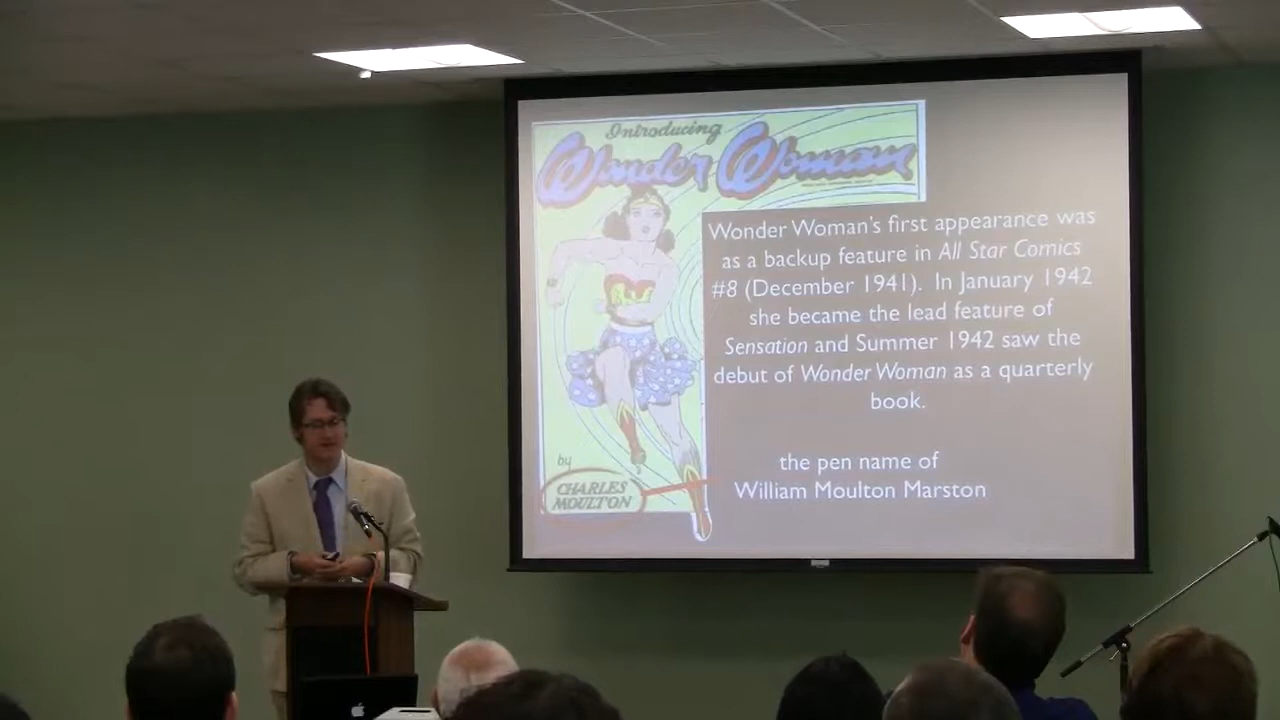 Introducing
Wonder Woman
Wonder Woman's first appearance was
as a backup feature in All Star Comics
#8 (December 1941). In January 1942
she became the lead feature of
Sensation and Summer 1942 saw the
debut of Wonder Woman as a quarterly
book.
by
CHARLES
MOULTON
the pen name of
William Moulton Marston